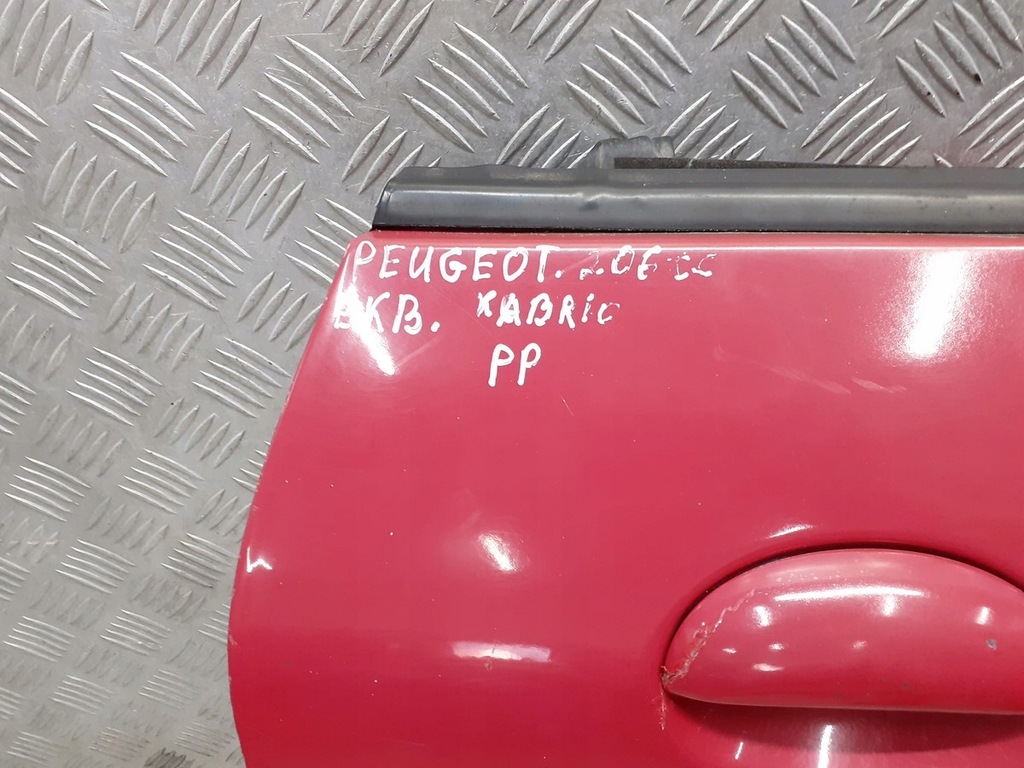 PEUGEOT. 206 CC
EKB. KABRIO
PP